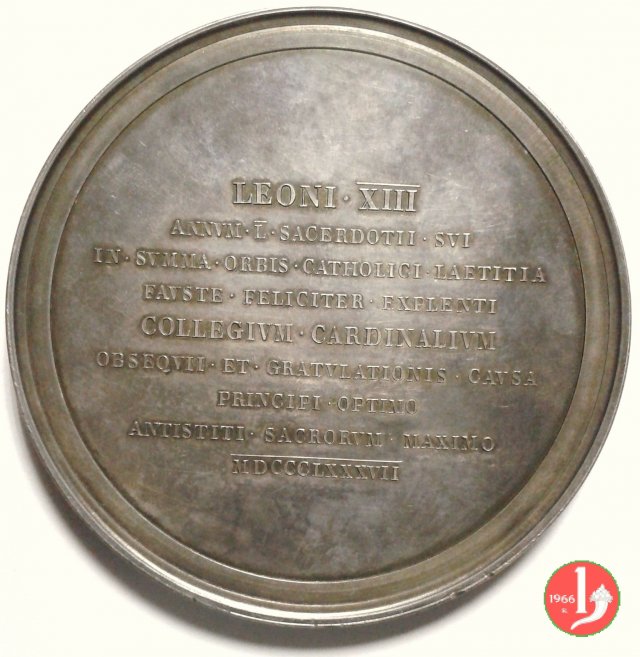 LEONI · XIII
ANNVM · L̅ · SACERDOTII · SVI
IN · SVMMA · ORBIS · CATHOLICI · LAETITIA
FAVSTE · FELICITER · EXPLENTI
COLLEGIVM · CARDINALIVM
OBSEQVII · ET · GRATVLATIONIS · CAVSA
PRINCIPI · OPTIMO
ANTISTITI · SACRORVM · MAXIMO
MDCCCLXXXVII
1966